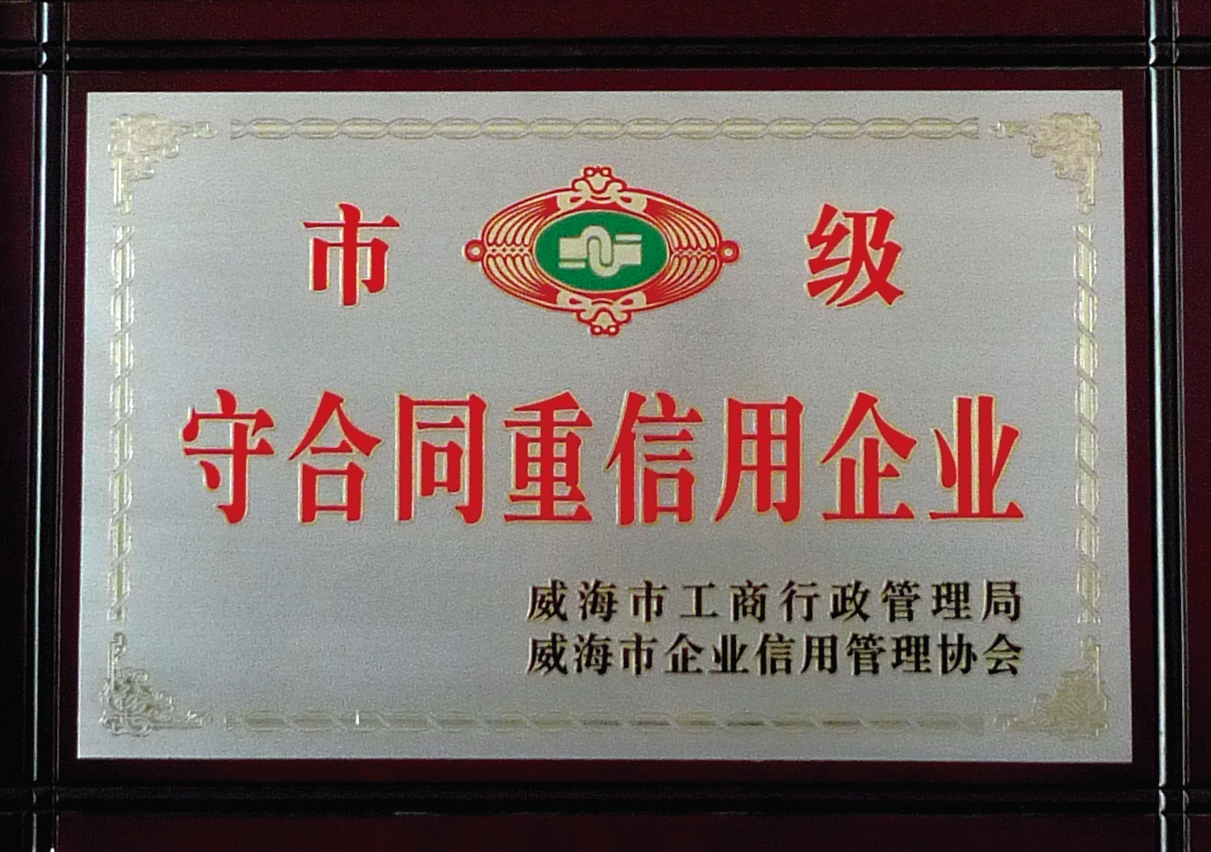 市 级
守合同重信用企业
威海市工商行政管理局
威海市企业信用管理协会